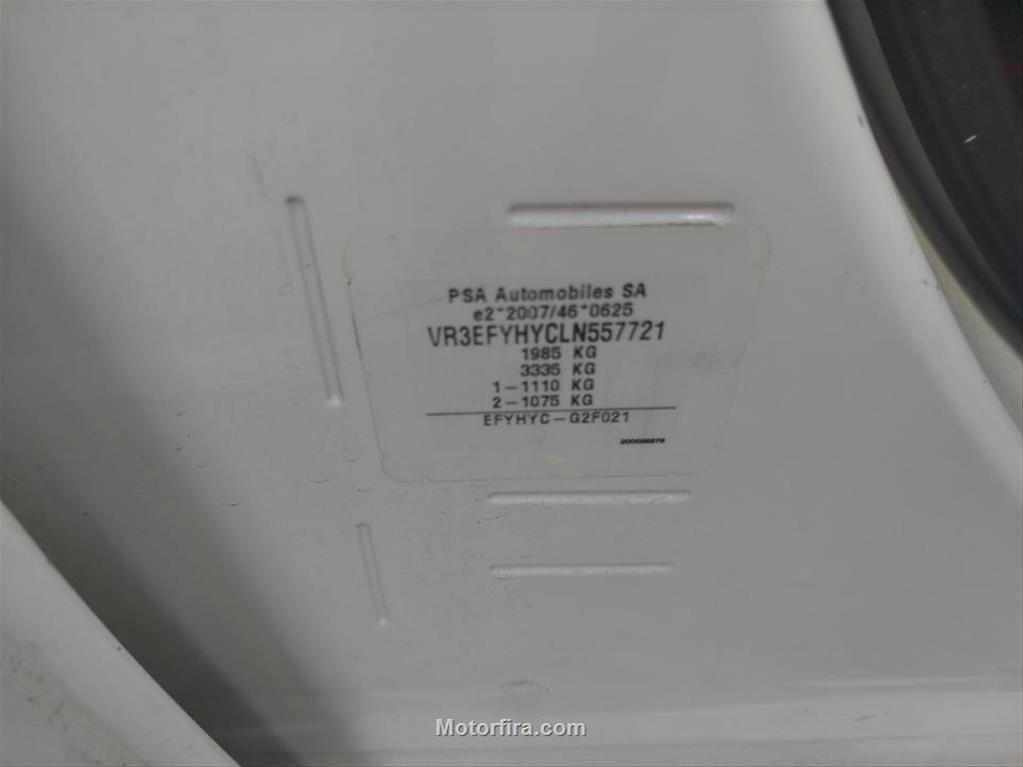 PSA Automobiles SA
e2*2007/46*0625
VR3EFYHYCLN557721
1985 KG
3335 KG
1-1110 KG
2-1075 KG
EFYHYC-G2F021
Motorfira.com